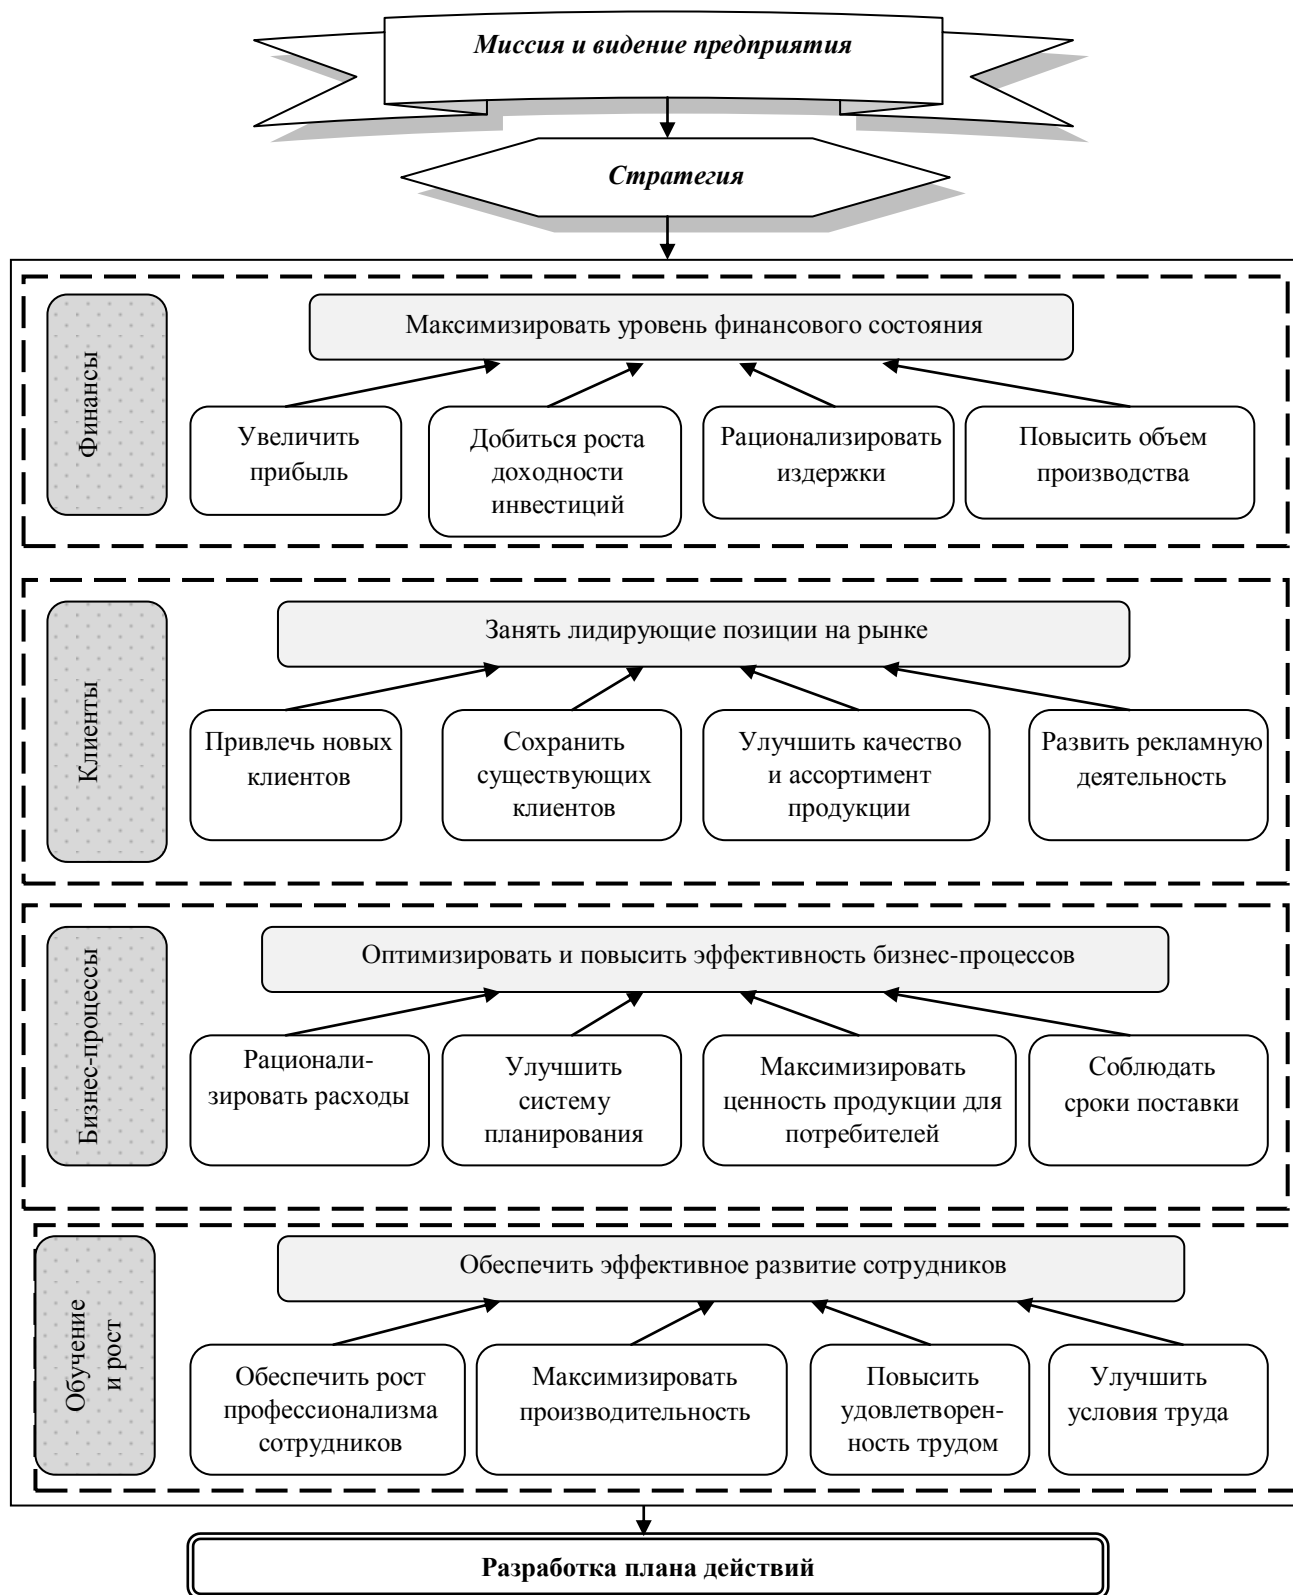 Миссия и видение предприятия
Стратегия
Финансы
Максимизировать уровень финансового состояния
Увеличить
прибыль
Добиться роста
доходности
инвестиций
Рационализировать
издержки
Повысить объем
производства
Клиенты
Занять лидирующие позиции на рынке
Привлечь новых
клиентов
Сохранить
существующих
клиентов
Улучшить качество
и ассортимент
продукции
Развить рекламную
деятельность
Бизнес-процессы
Оптимизировать и повысить эффективность бизнес-процессов
Рационали-
зировать расходы
Улучшить
систему
планирования
Максимизировать
ценность продукции для
потребителей
Соблюдать
сроки поставки
Обучение
и рост
Обеспечить эффективное развитие сотрудников
Обеспечить рост
профессионализма
сотрудников
Максимизировать
производительность
Повысить
удовлетворен-
ность трудом
Улучшить
условия труда
Разработка плана действий